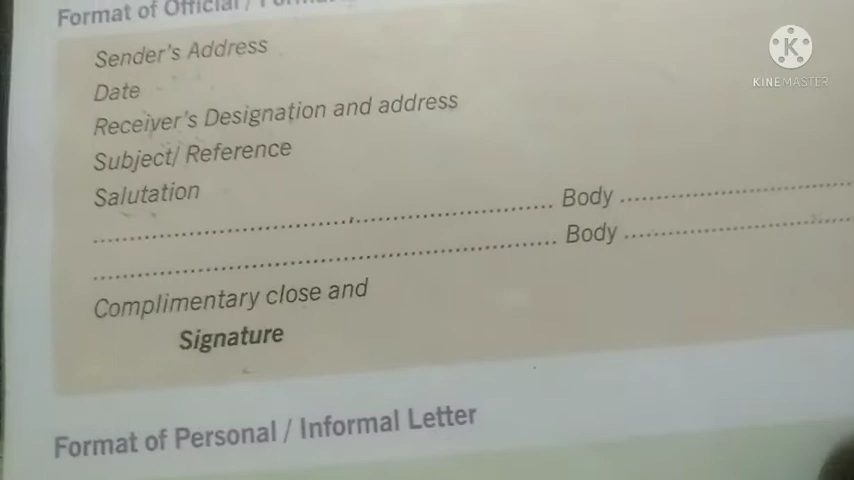 Format of Official /
Sender's Address
Date
Receiver's Designation and address
Subject/ Reference
Salutation
.......................................................... Body ..............................
.......................................................... Body ..............................
Complimentary close and
Signature
Format of Personal / Informal Letter
KINEMASTER